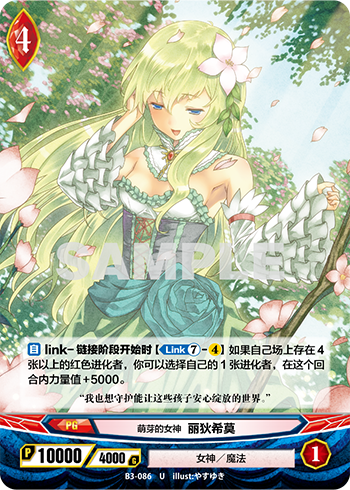 4
SAMPLE
自 link-链接阶段开始时【Link 7-4】如果自己场上存在 4
张以上的红色进化者，你可以选择自己的 1
张进化者，在这个回
合内力量值 +5000。
“我也想守护能让这些孩子安心绽放的世界。”
PG
萌芽的女神 丽狄希莫
P 10000 / 4000 G
女神／魔法
1
B3-086 U illust:やすゆき